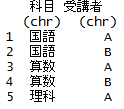 科目 受講者
(chr) (chr)
1 国語 A
2 国語 B
3 算数 A
4 算数 B
5 理科 A